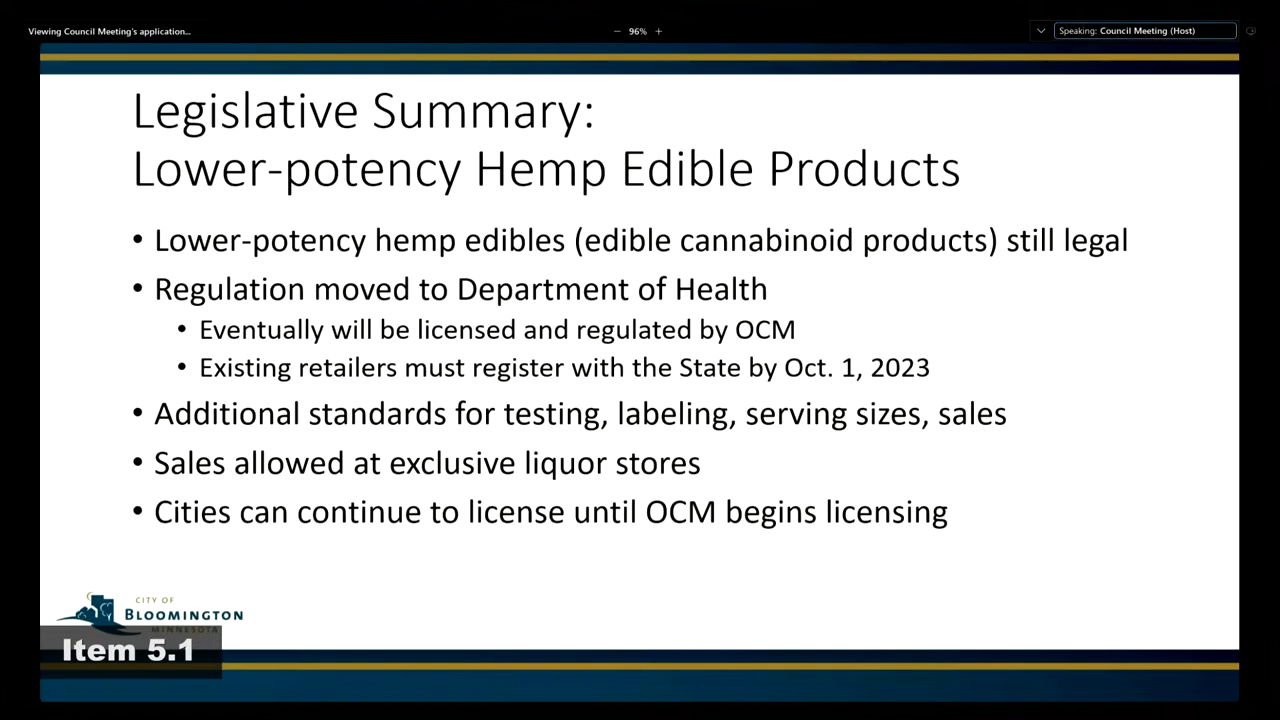 Viewing Council Meeting's application...
− 96% +
Speaking: Council Meeting (Host)
Legislative Summary:
Lower-potency Hemp Edible Products
• Lower-potency hemp edibles (edible cannabinoid products) still legal
• Regulation moved to Department of Health
• Eventually will be licensed and regulated by OCM
• Existing retailers must register with the State by Oct. 1, 2023
• Additional standards for testing, labeling, serving sizes, sales
• Sales allowed at exclusive liquor stores
• Cities can continue to license until OCM begins licensing
CITY OF
BLOOMINGTON
MINNESOTA
Item 5.1